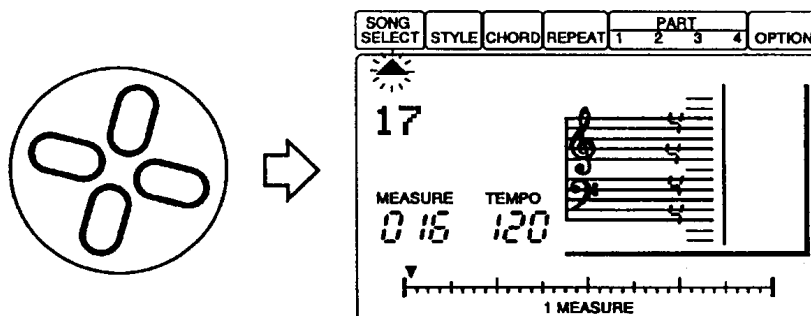 SONG SELECT STYLE CHORD REPEAT PART 1 2 3 4 OPTION
17
MEASURE TEMPO
016 120
1 MEASURE